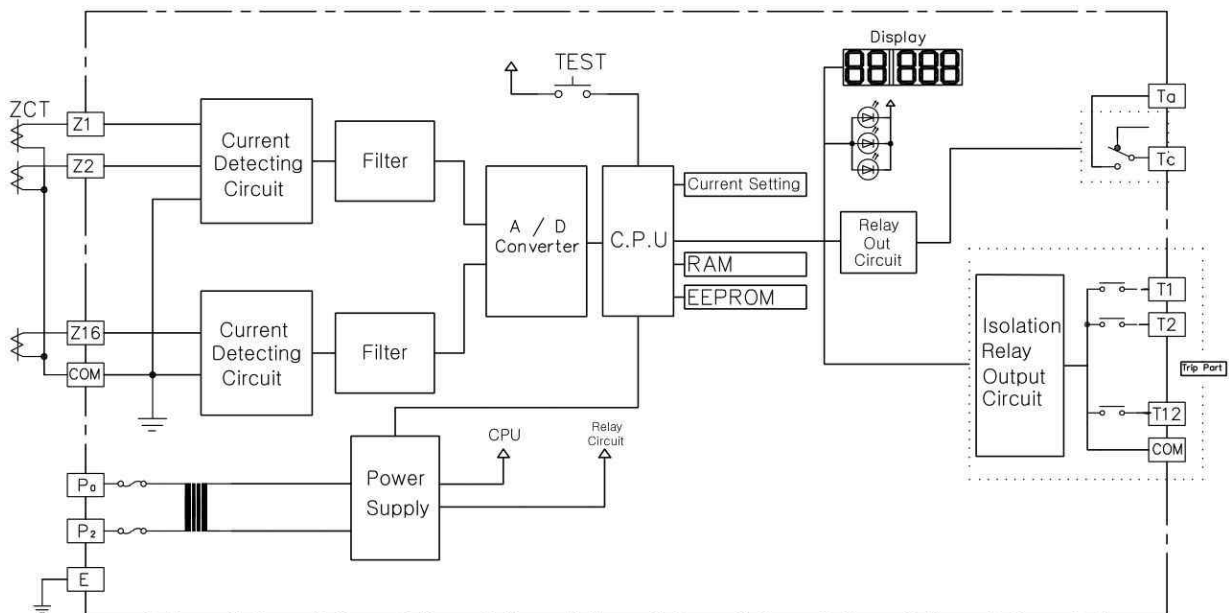 Display
TEST
ZCT
Z1
Z2
Current
Detecting
Circuit
Filter
A / D
Converter
C.P.U
Current Setting
RAM
EEPROM
Relay
Out
Circuit
Ta
Tc
Z16
COM
Current
Detecting
Circuit
Filter
Isolation
Relay
Output
Circuit
T1
T2
Trip Part
T12
COM
CPU
Relay
Circuit
Power
Supply
Pa
P2
E
88 888